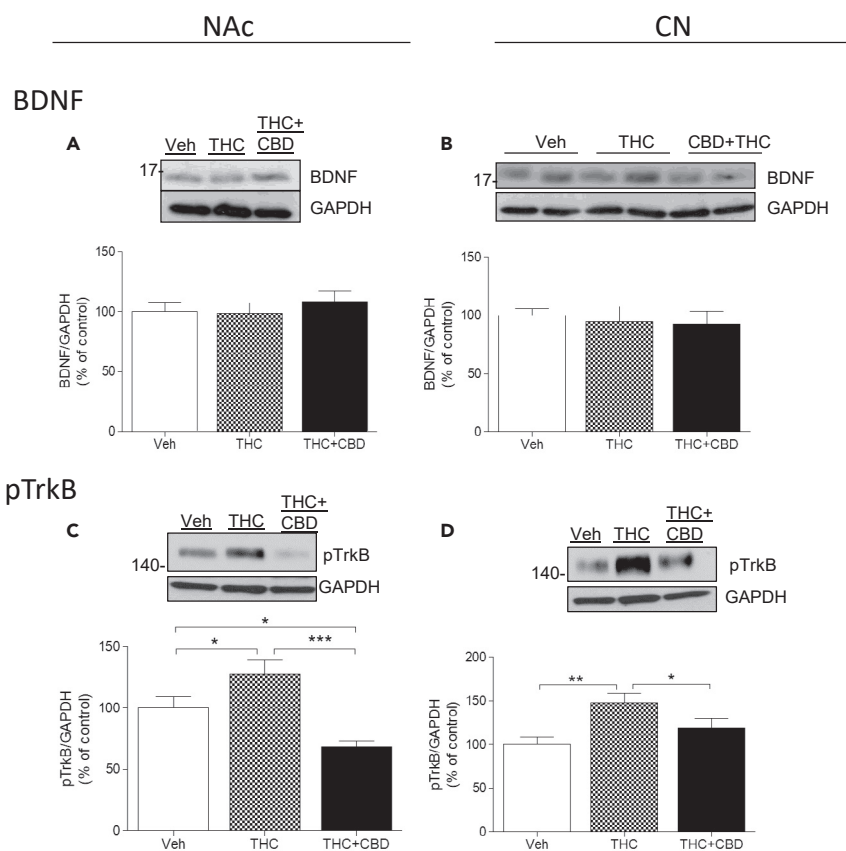 NAc
CN
BDNF
A
Veh THC THC+
CBD
17-
BDNF
GAPDH
150
100
50
0
BDNF/GAPDH
(% of control)
Veh THC THC+CBD
B
Veh THC CBD+THC
17-
BDNF
GAPDH
150
100
50
0
BDNF/GAPDH
(% of control)
Veh THC THC+CBD
pTrkB
C
Veh THC THC+
CBD
140-
pTrkB
GAPDH
*
* ***
150
100
50
0
pTrkB/GAPDH
(% of control)
Veh THC THC+CBD
D
Veh THC THC+
CBD
140-
pTrkB
GAPDH
** *
200
150
100
50
0
pTrkB/GAPDH
(% of control)
Veh THC THC+CBD